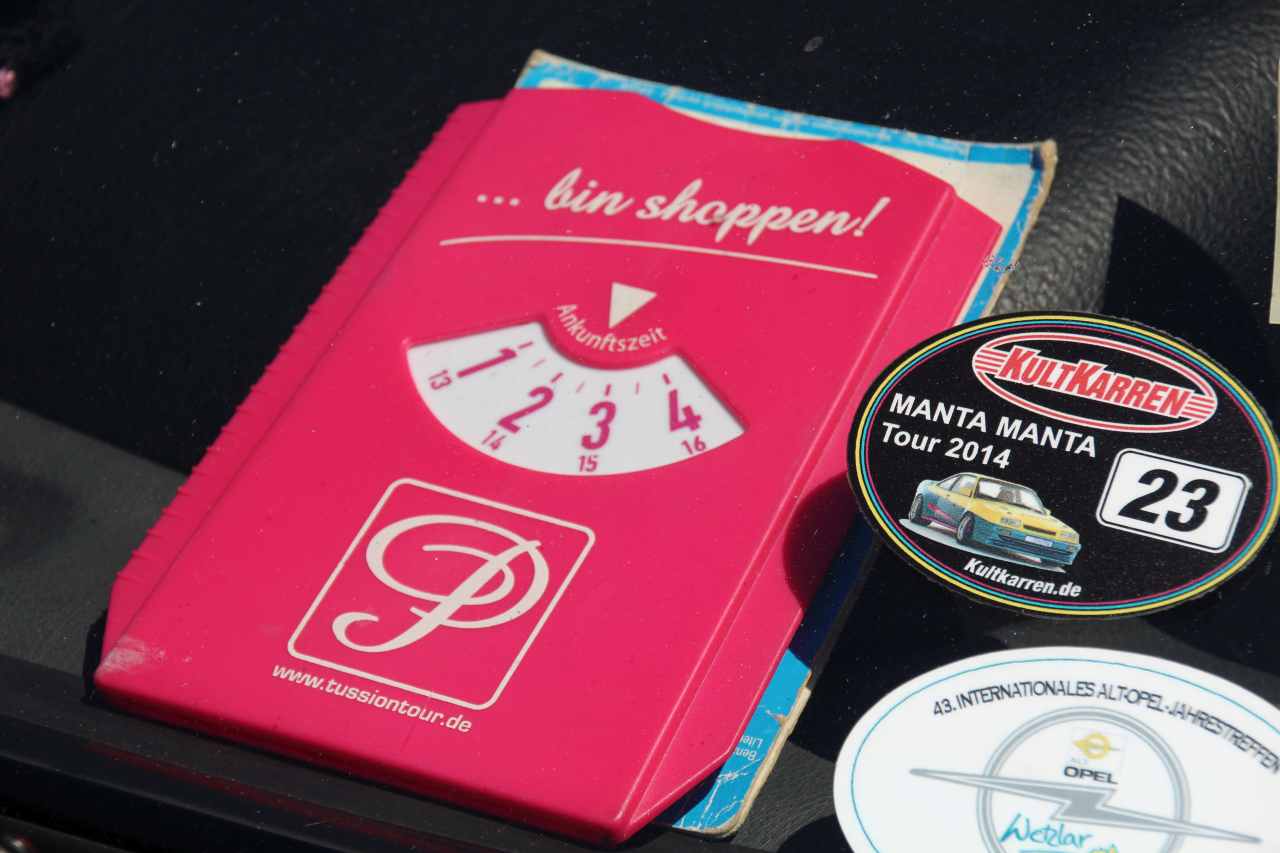 ... bin shoppen!
Ankunftszeit
1 2 3 4
13 14 15 16
P
www.tussiontour.de
KULTKARREN
MANTA MANTA
Tour 2014
23
Kultkarren.de
43. INTERNATIONALES ALT-OPEL-JAHRESTREFFEN
ALT
OPEL
Wetzlar